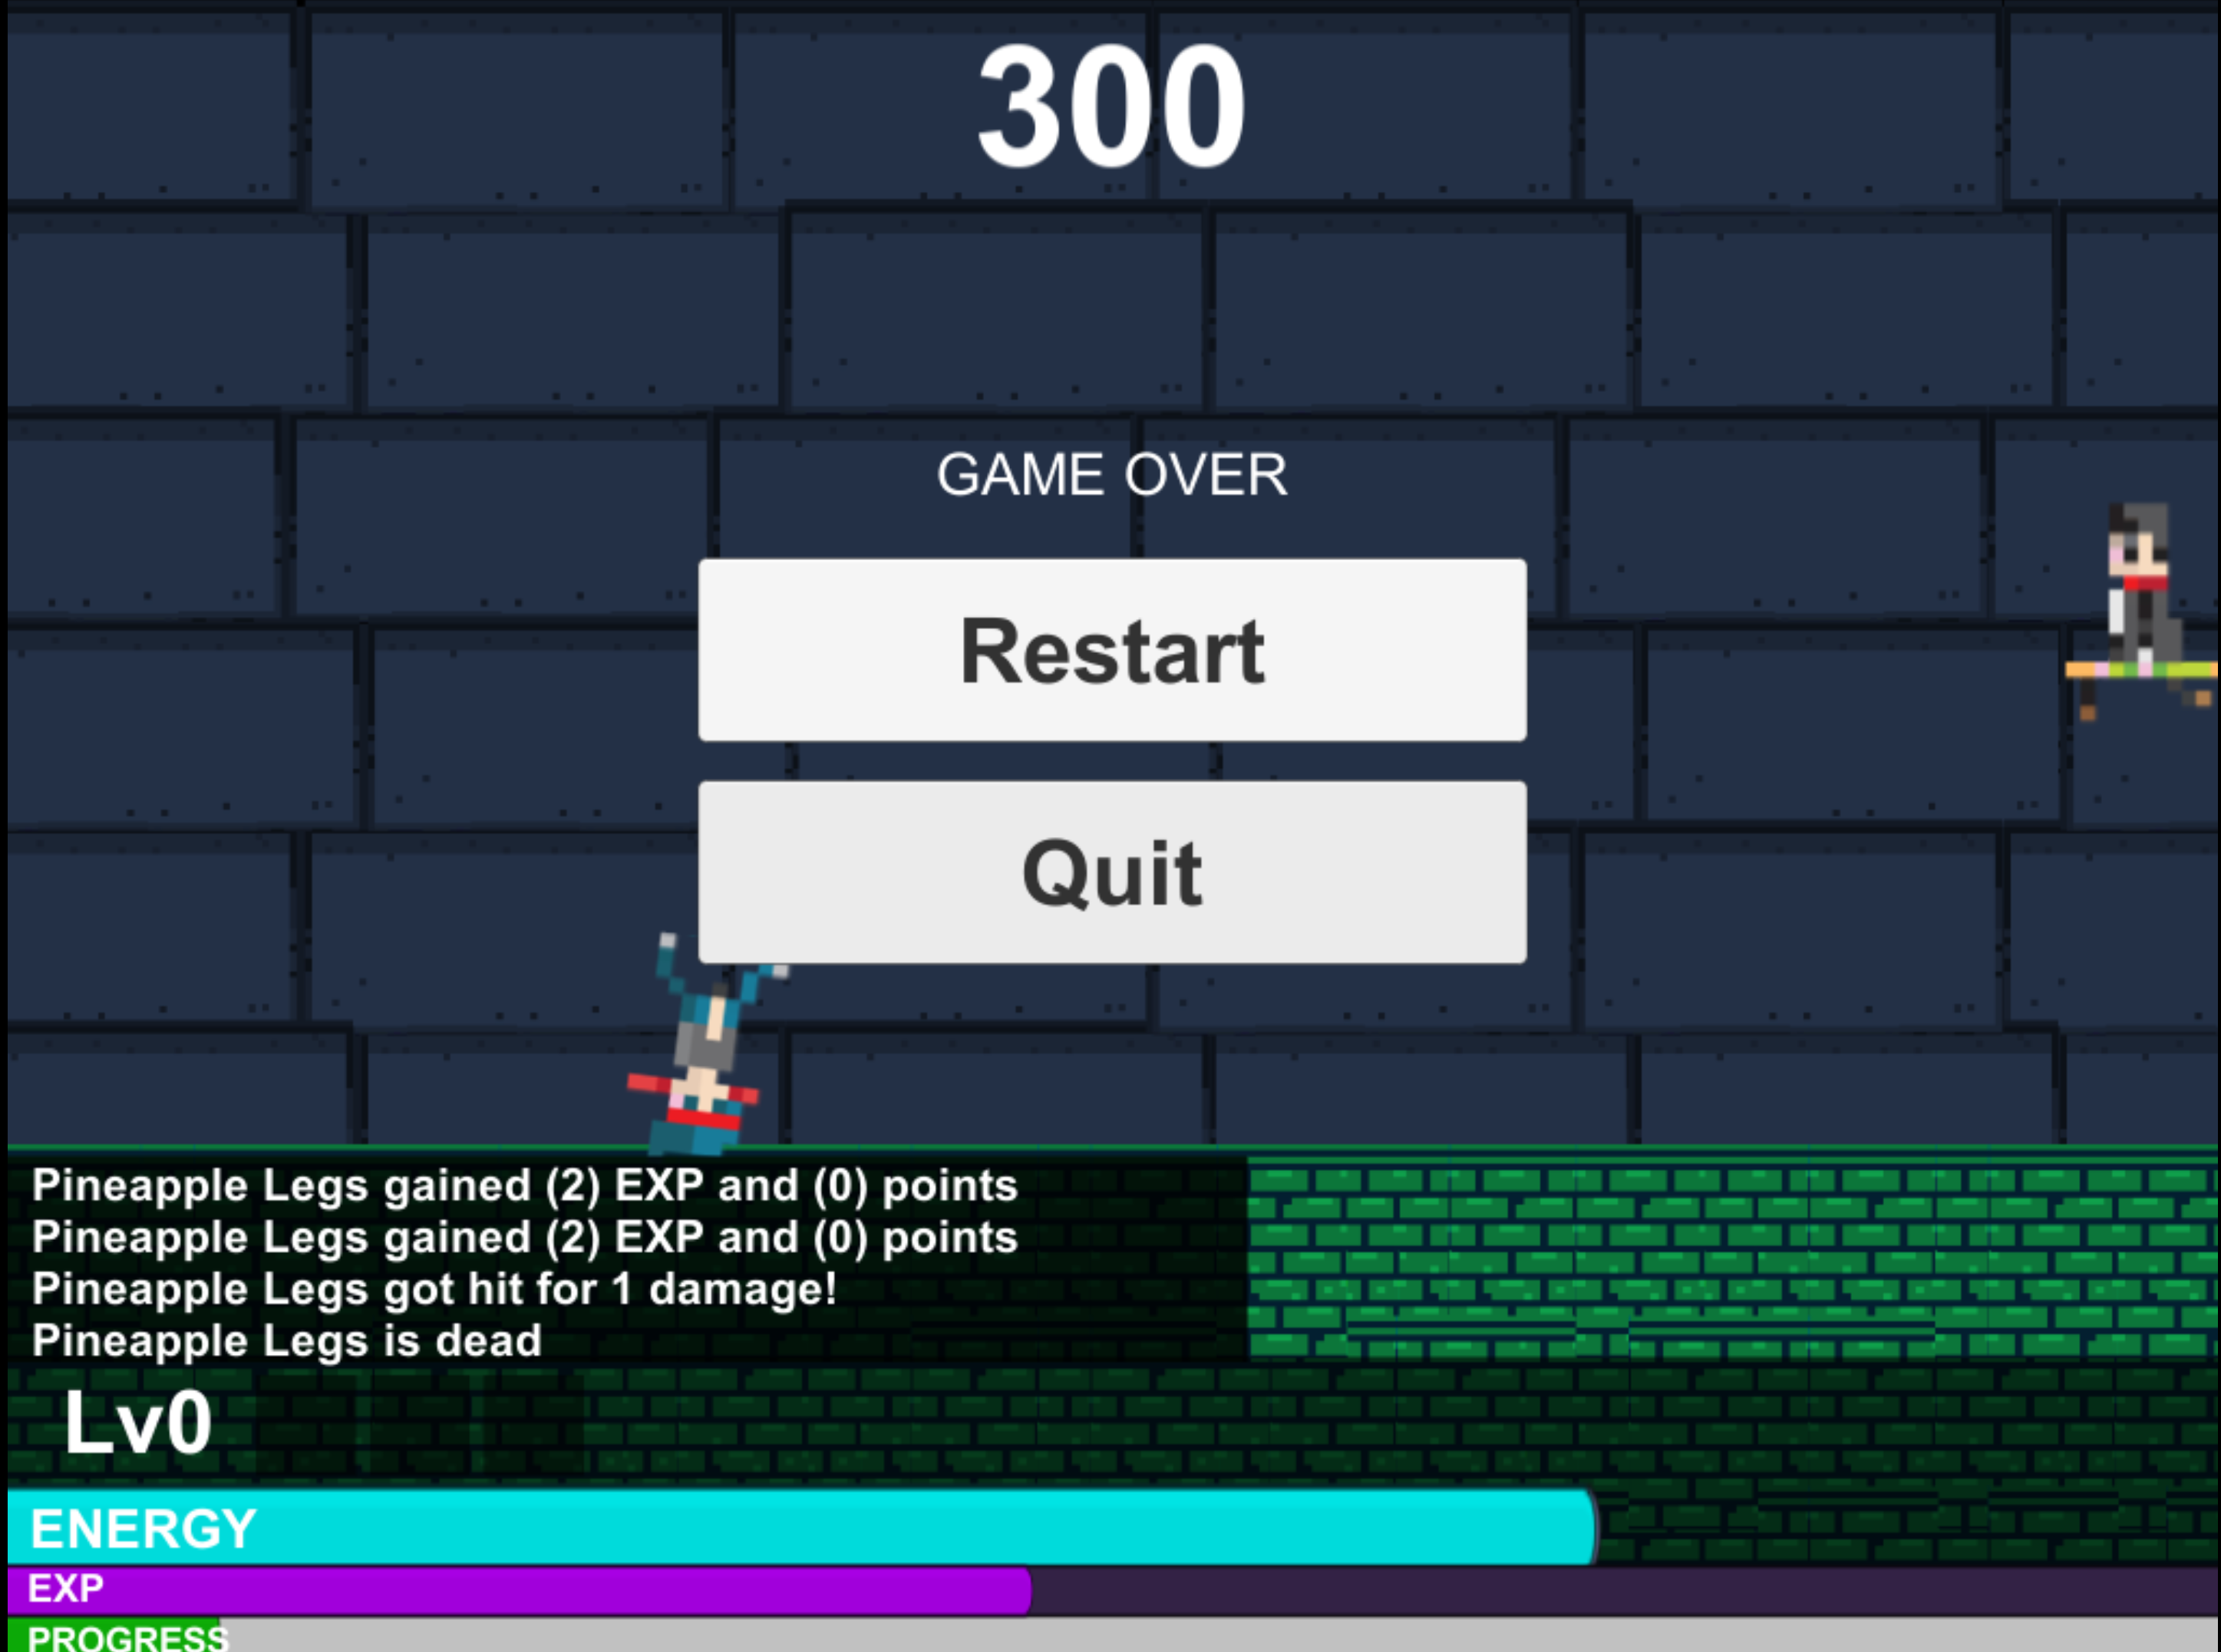 300
GAME OVER
Restart
Quit
Pineapple Legs gained (2) EXP and (0) points
Pineapple Legs gained (2) EXP and (0) points
Pineapple Legs got hit for 1 damage!
Pineapple Legs is dead
Lv0
ENERGY
EXP
PROGRESS